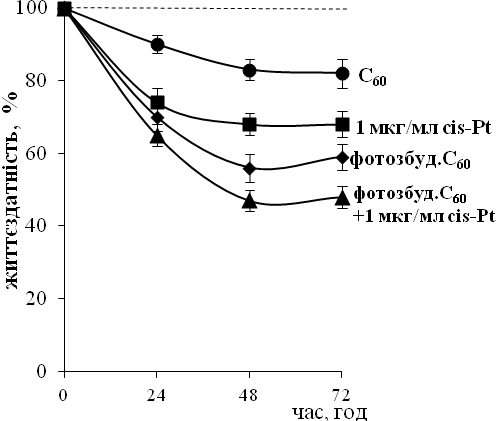 100
80
60
40
20
0
життєздатність, %
0 24 48 72
час, год
C60
1 мкг/мл cis-Pt
фотозбуд.C60
фотозбуд.C60
+1 мкг/мл cis-Pt